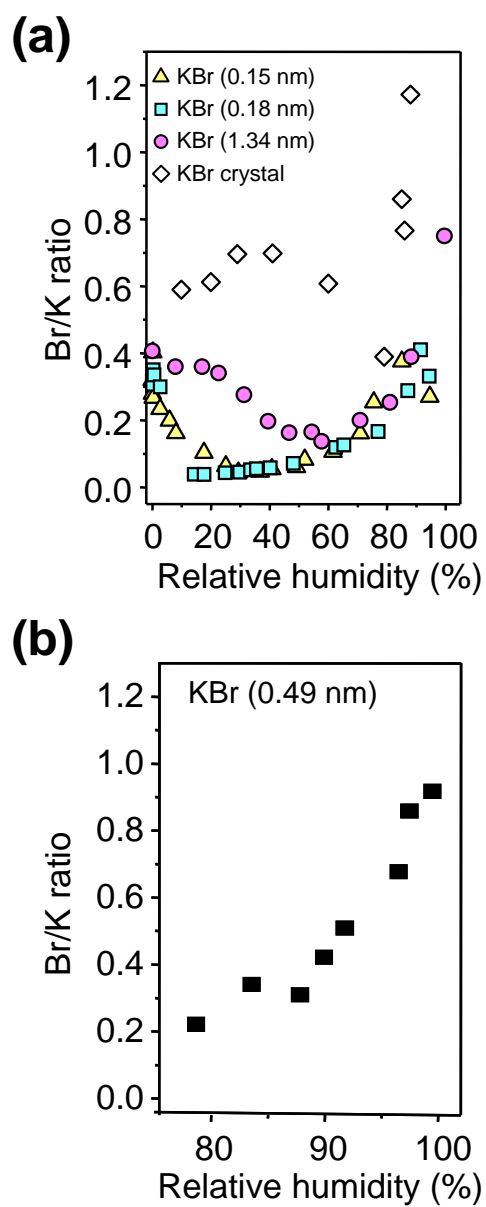 (a)
KBr (0.15 nm)
KBr (0.18 nm)
KBr (1.34 nm)
KBr crystal
1.2
1.0
0.8
0.6
0.4
0.2
0.0
Br/K ratio
0 20 40 60 80 100
Relative humidity (%)
(b)
KBr (0.49 nm)
1.2
1.0
0.8
0.6
0.4
0.2
0.0
Br/K ratio
80 90 100
Relative humidity (%)